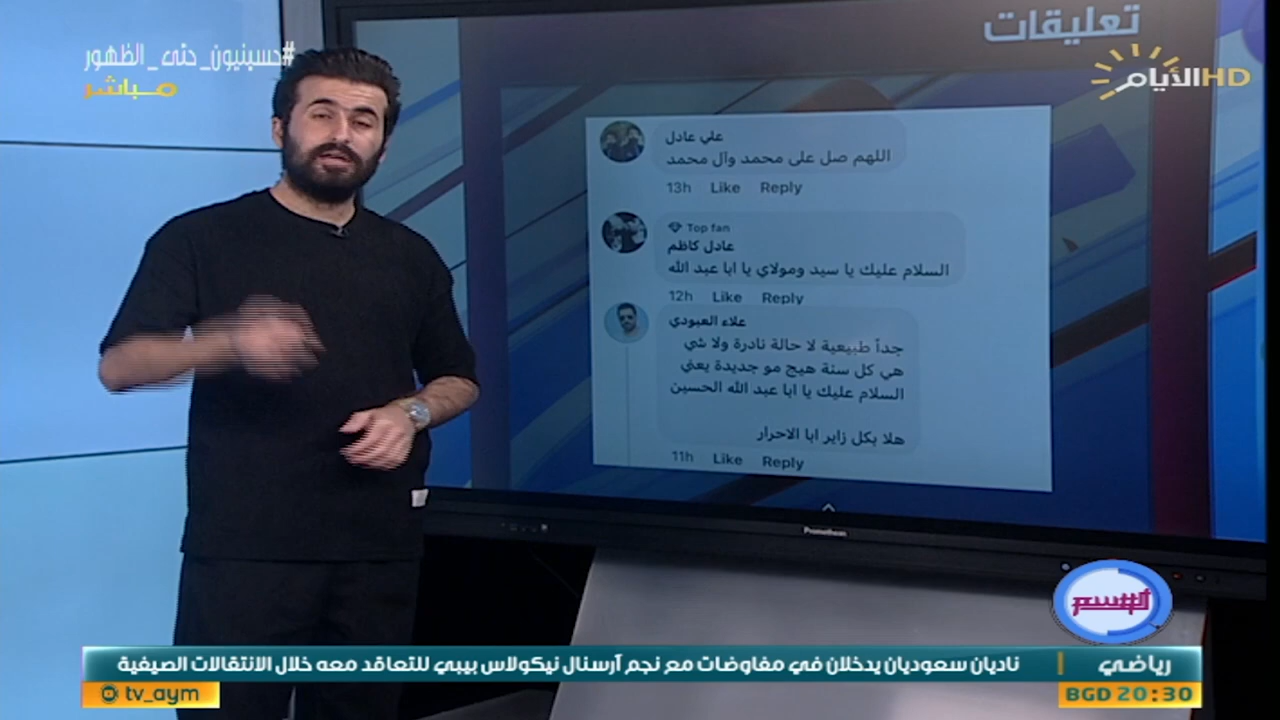 #حسينيون_حتى_الظهور
مباشر
تعليقات
الأيام HD
علي عادل
اللهم صل على محمد وآل محمد
13h Like Reply
Top fan
عادل كاظم
السلام عليك يا سيد ومولاي يا ابا عبد الله
12h Like Reply
علاء العبودي
جداً طبيعية لا حالة نادرة ولا شي
هي كل سنة هيج مو جديدة يعني
السلام عليك يا ابا عبد الله الحسين
هلا بكل زاير ابا الاحرار
11h Like Reply
Promethean
رياضي
ناديان سعوديان يدخلان في مفاوضات مع نجم آرسنال نيكولاس بيبي للتعاقد معه خلال الانتقالات الصيفية
tv_aym
BGD 20:30